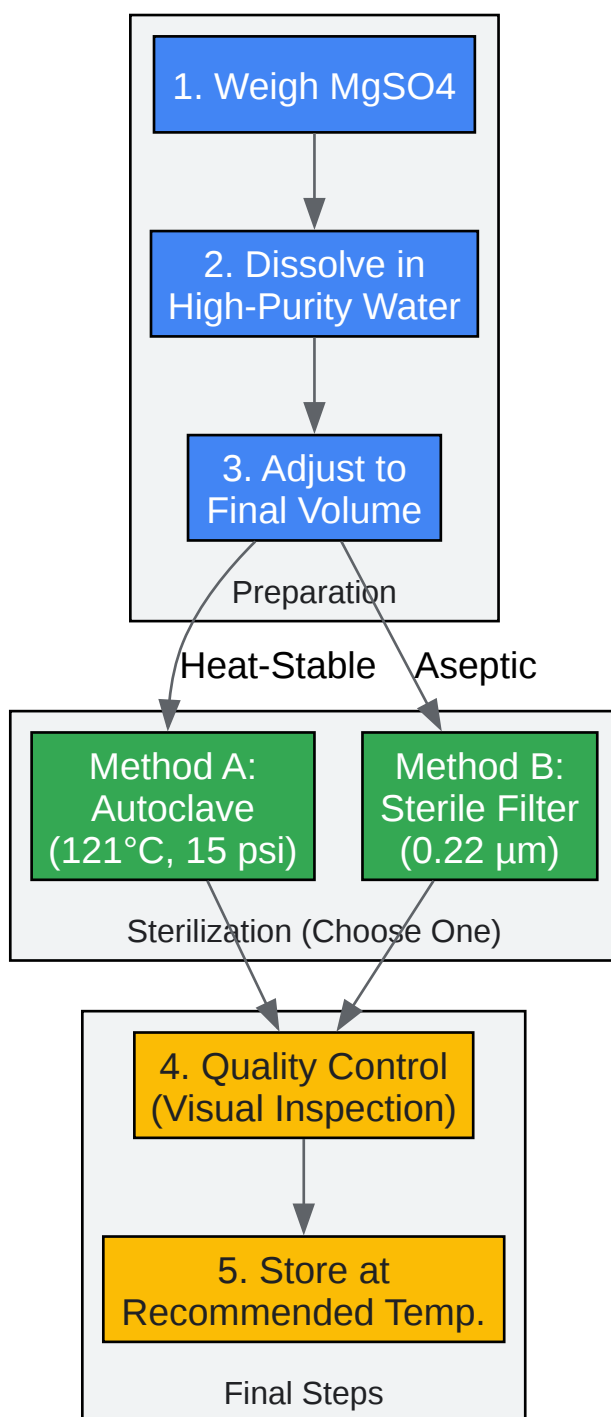 1. Weigh MgSO4
2. Dissolve in
High-Purity Water
3. Adjust to
Final Volume
Preparation
Heat-Stable
Aseptic
Method A:
Autoclave
(121°C, 15 psi)
Method B:
Sterile Filter
(0.22 µm)
Sterilization (Choose One)
4. Quality Control
(Visual Inspection)
5. Store at
Recommended Temp.
Final Steps